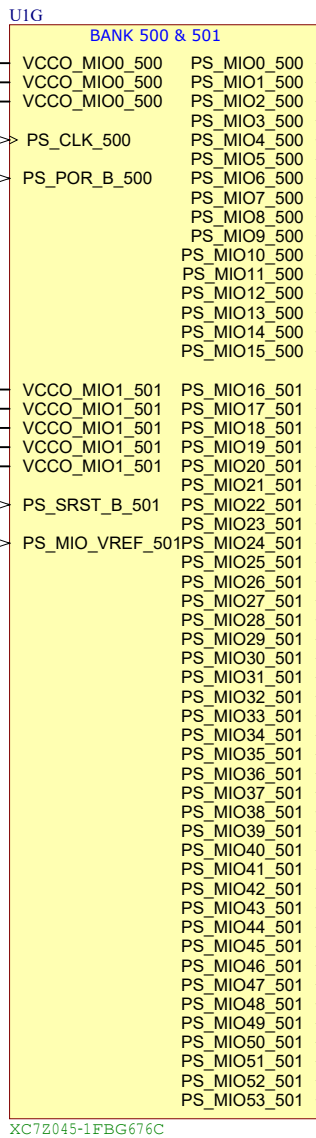 U1G
BANK 500 & 501
VCCO_MIO0_500 PS_MIO0_500
VCCO_MIO0_500 PS_MIO1_500
VCCO_MIO0_500 PS_MIO2_500
PS_MIO3_500
PS_CLK_500 PS_MIO4_500
PS_MIO5_500
PS_POR_B_500 PS_MIO6_500
PS_MIO7_500
PS_MIO8_500
PS_MIO9_500
PS_MIO10_500
PS_MIO11_500
PS_MIO12_500
PS_MIO13_500
PS_MIO14_500
PS_MIO15_500
VCCO_MIO1_501 PS_MIO16_501
VCCO_MIO1_501 PS_MIO17_501
VCCO_MIO1_501 PS_MIO18_501
VCCO_MIO1_501 PS_MIO19_501
VCCO_MIO1_501 PS_MIO20_501
PS_MIO21_501
PS_SRST_B_501 PS_MIO22_501
PS_MIO23_501
PS_MIO_VREF_501 PS_MIO24_501
PS_MIO25_501
PS_MIO26_501
PS_MIO27_501
PS_MIO28_501
PS_MIO29_501
PS_MIO30_501
PS_MIO31_501
PS_MIO32_501
PS_MIO33_501
PS_MIO34_501
PS_MIO35_501
PS_MIO36_501
PS_MIO37_501
PS_MIO38_501
PS_MIO39_501
PS_MIO40_501
PS_MIO41_501
PS_MIO42_501
PS_MIO43_501
PS_MIO44_501
PS_MIO45_501
PS_MIO46_501
PS_MIO47_501
PS_MIO48_501
PS_MIO49_501
PS_MIO50_501
PS_MIO51_501
PS_MIO52_501
PS_MIO53_501
XC7Z045-1FBG676C